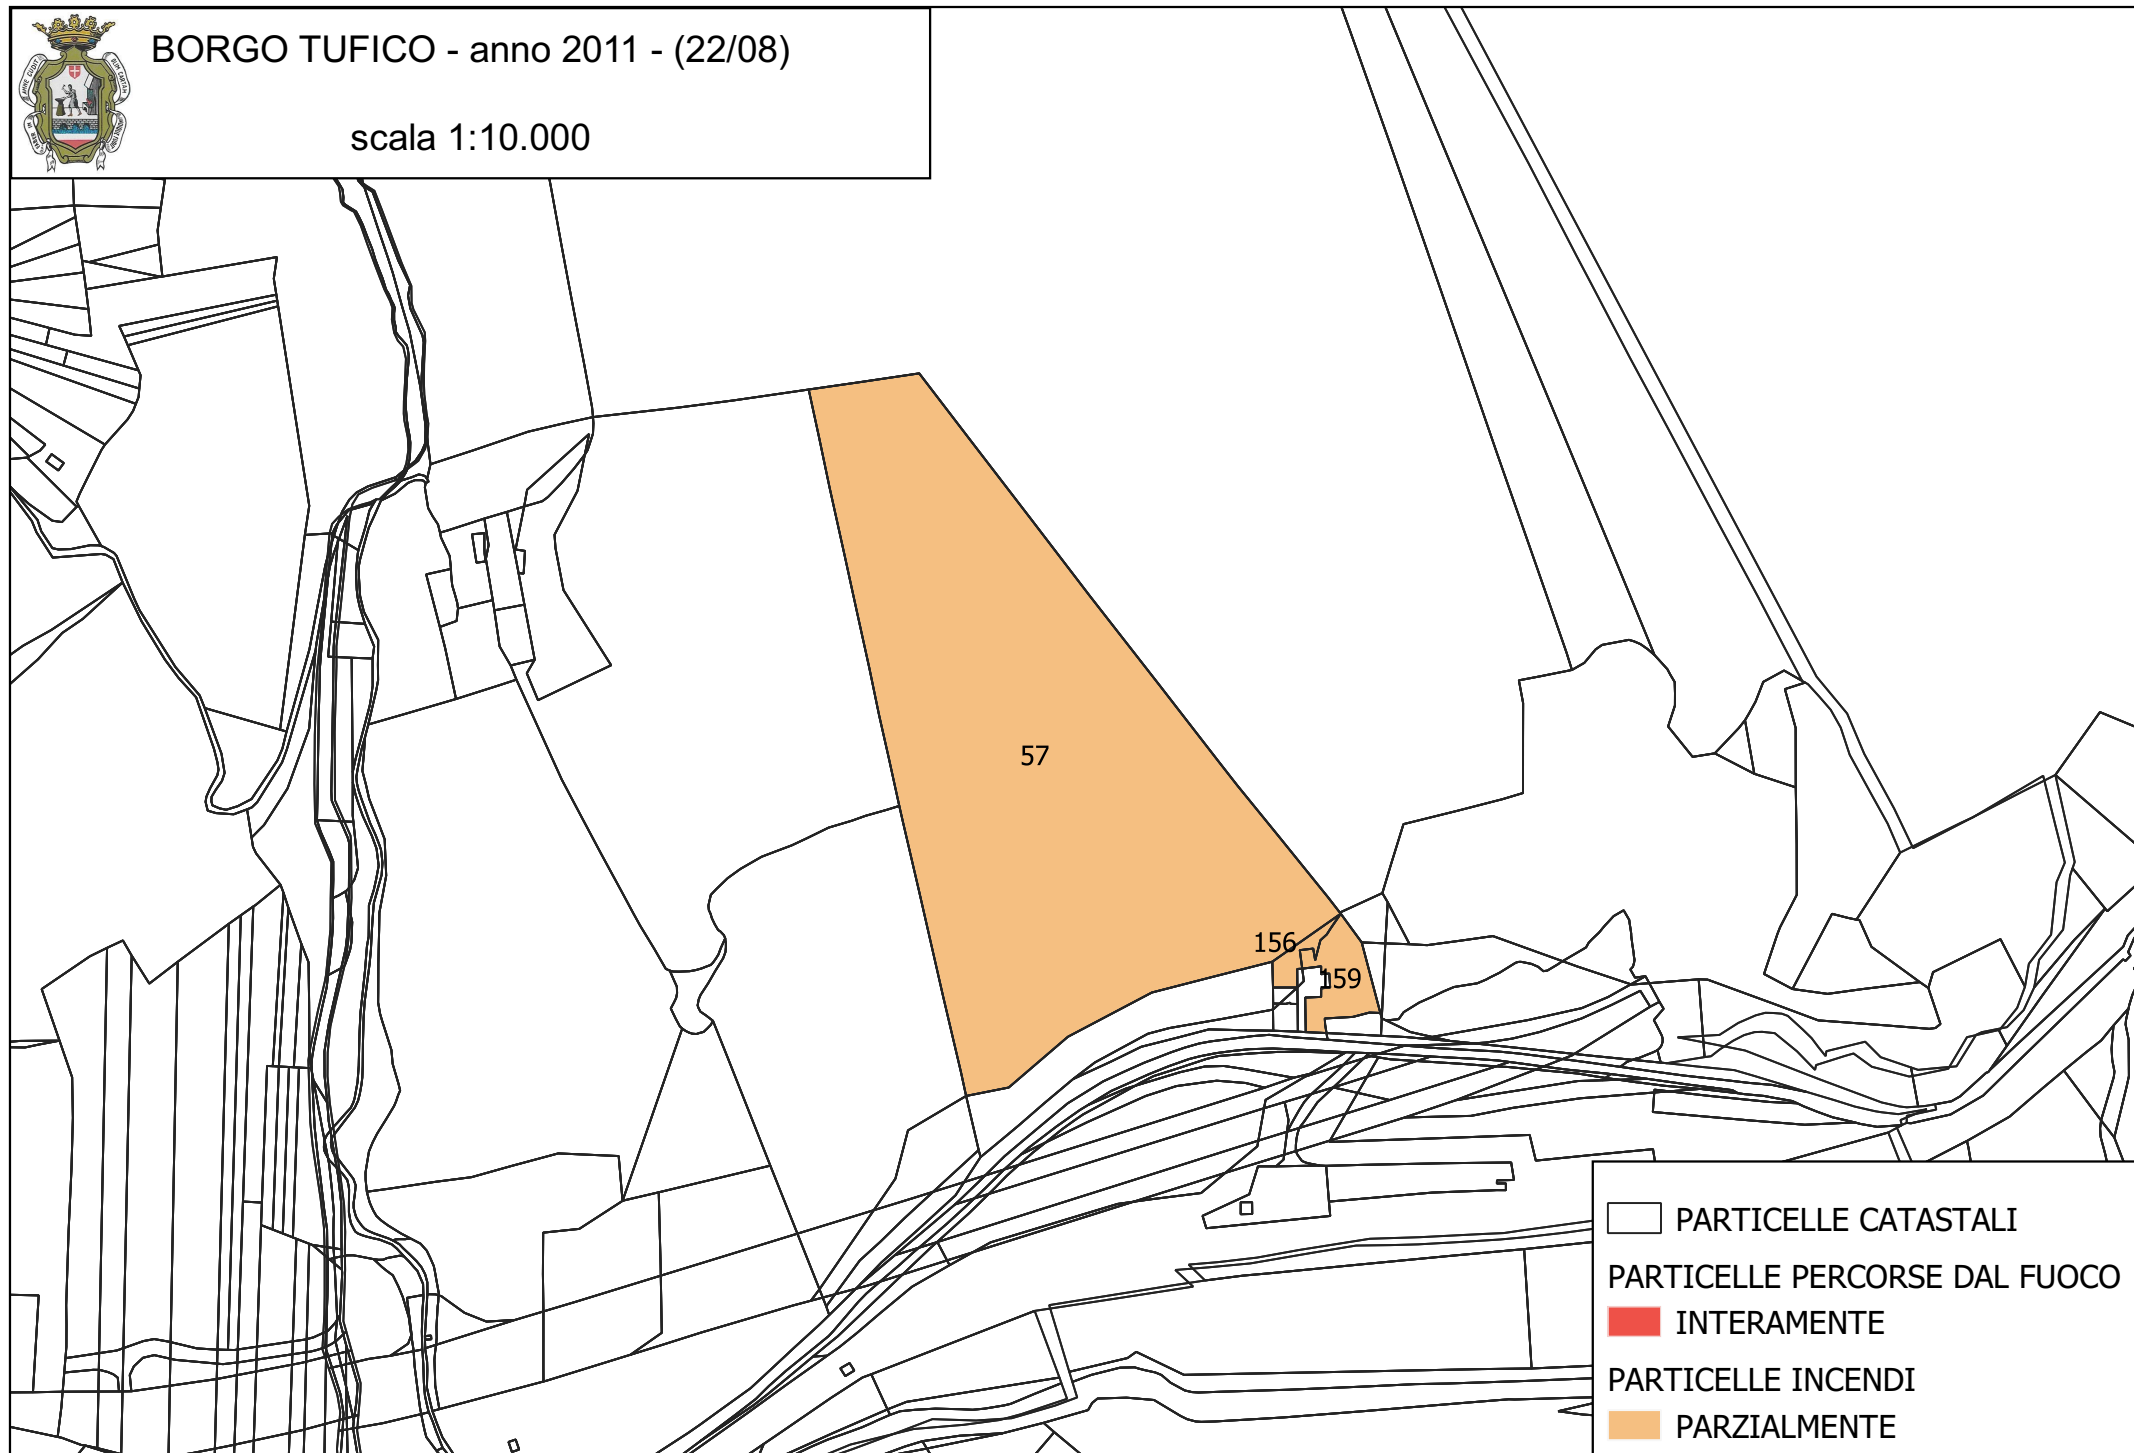 BORGO TUFICO - anno 2011 - (22/08)
scala 1:10.000
57
156
159
PARTICELLE CATASTALI
PARTICELLE PERCORSE DAL FUOCO
INTERAMENTE
PARTICELLE INCENDI
PARZIALMENTE